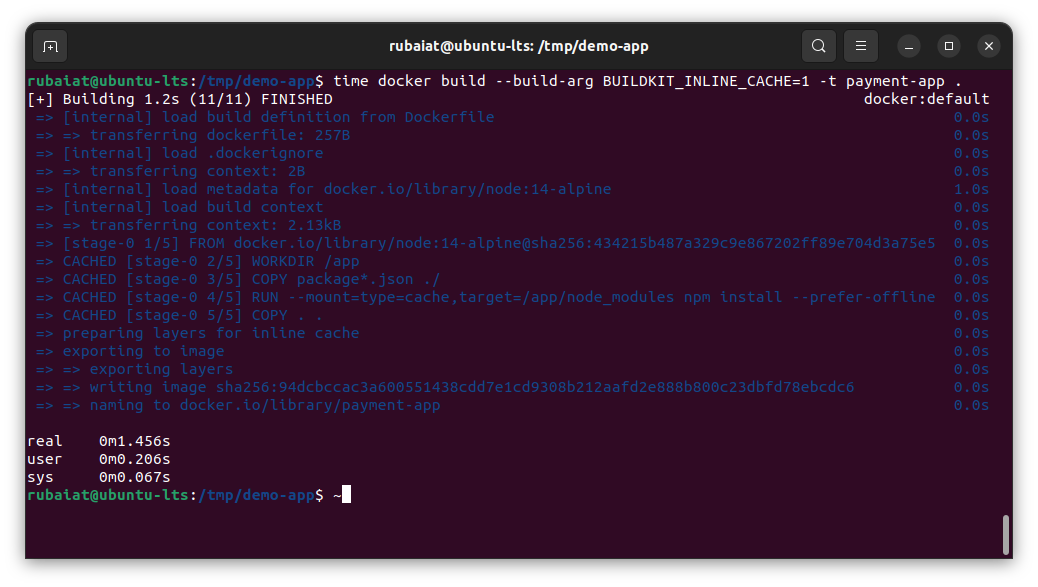 rubaiat@ubuntu-lts: /tmp/demo-app
rubaiat@ubuntu-lts:/tmp/demo-app$ time docker build --build-arg BUILDKIT_INLINE_CACHE=1 -t payment-app .
[+] Building 1.2s (11/11) FINISHED docker:default
=> [internal] load build definition from Dockerfile 0.0s
=> => transferring dockerfile: 257B 0.0s
=> [internal] load .dockerignore 0.0s
=> => transferring context: 2B 0.0s
=> [internal] load metadata for docker.io/library/node:14-alpine 1.0s
=> [internal] load build context 0.0s
=> => transferring context: 2.13kB 0.0s
=> [stage-0 1/5] FROM docker.io/library/node:14-alpine@sha256:434215b487a329c9e867202ff89e704d3a75e5 0.0s
=> CACHED [stage-0 2/5] WORKDIR /app 0.0s
=> CACHED [stage-0 3/5] COPY package*.json ./ 0.0s
=> CACHED [stage-0 4/5] RUN --mount=type=cache,target=/app/node_modules npm install --prefer-offline 0.0s
=> CACHED [stage-0 5/5] COPY . . 0.0s
=> preparing layers for inline cache 0.0s
=> exporting to image 0.0s
=> => exporting layers 0.0s
=> => writing image sha256:94dcbccac3a600551438cdd7e1cd9308b212aafd2e888b800c23dbfd78ebcdc6 0.0s
=> => naming to docker.io/library/payment-app 0.0s
real 0m1.456s
user 0m0.206s
sys 0m0.067s
rubaiat@ubuntu-lts:/tmp/demo-app$ ~